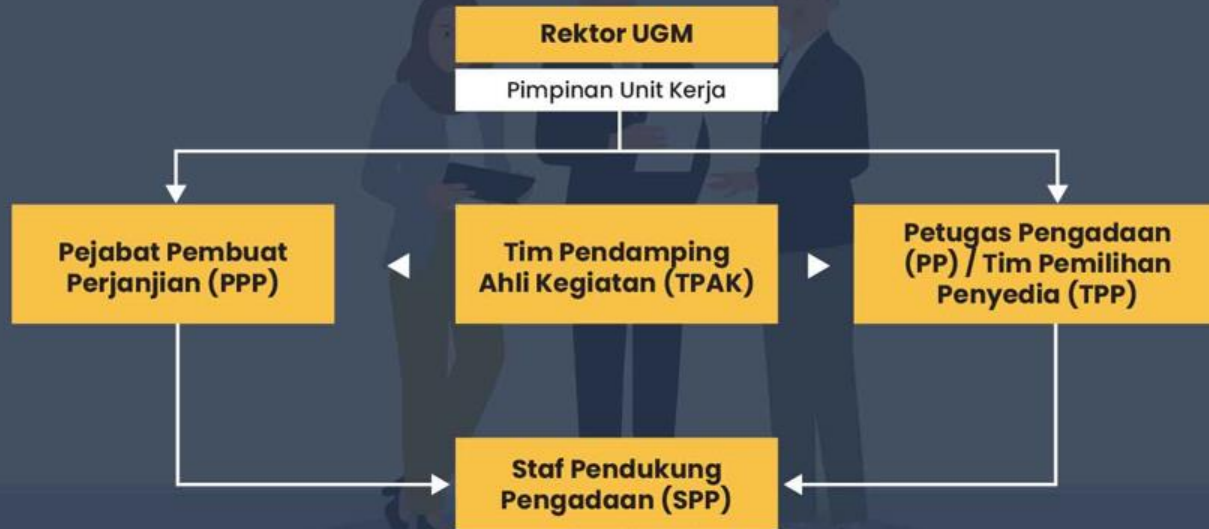 Rektor UGM
Pimpinan Unit Kerja
Pejabat Pembuat
Perjanjian (PPP)
Tim Pendamping
Ahli Kegiatan (TPAK)
Petugas Pengadaan
(PP) / Tim Pemilihan
Penyedia (TPP)
Staf Pendukung
Pengadaan (SPP)